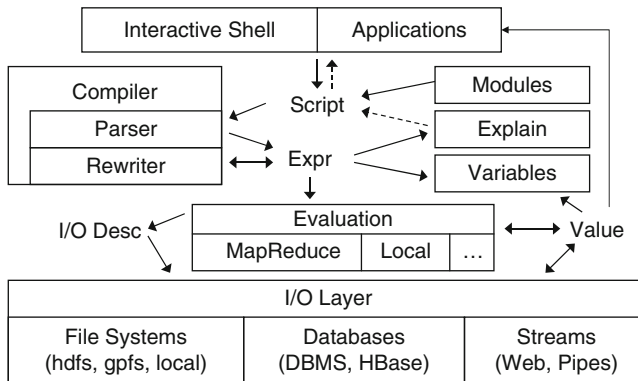 Interactive Shell
Applications
Compiler
Script
Modules
Parser
Explain
Rewriter
Expr
Variables
Evaluation
I/O Desc
MapReduce
Local
...
Value
I/O Layer
File Systems
(hdfs, gpfs, local)
Databases
(DBMS, HBase)
Streams
(Web, Pipes)